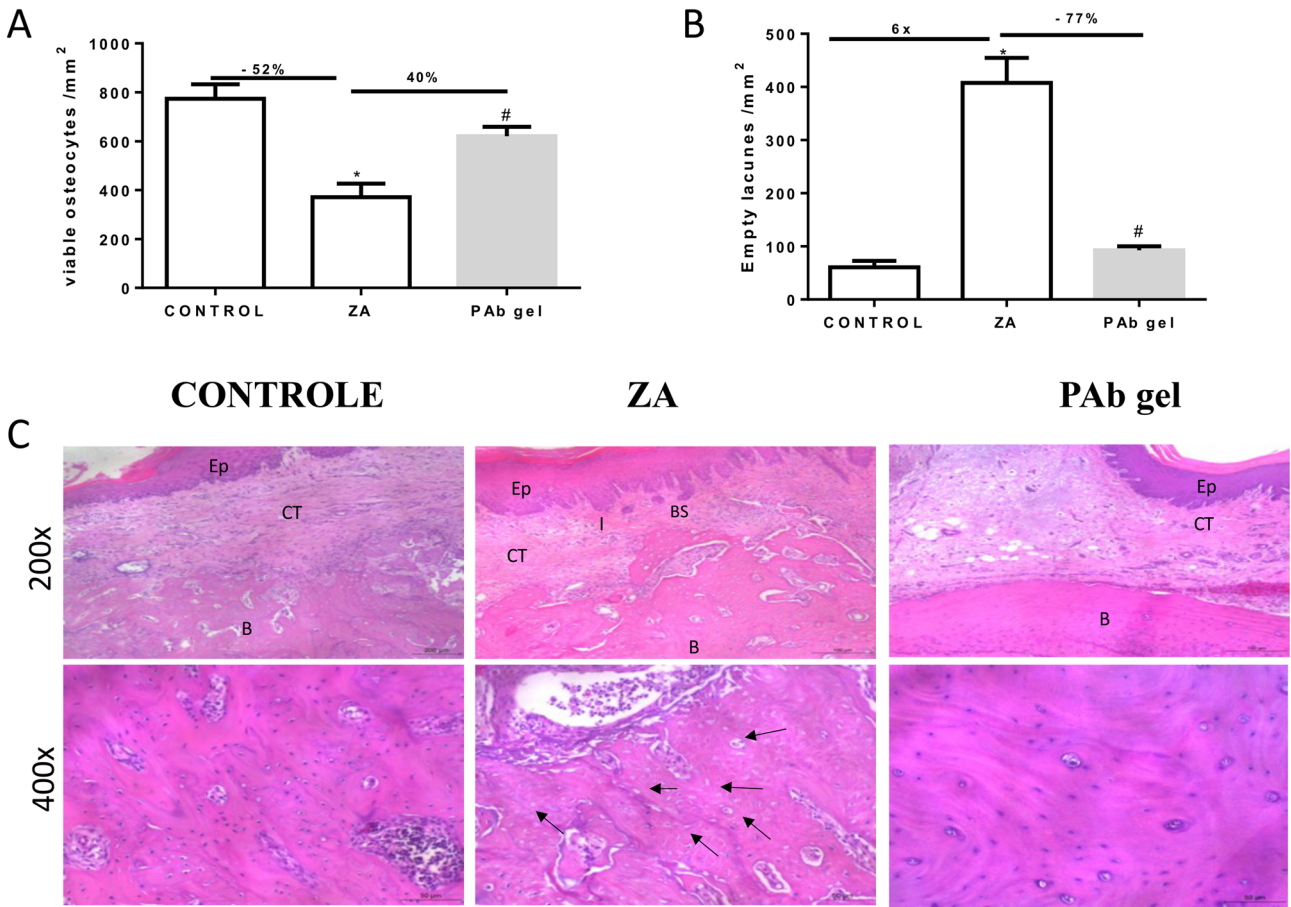 A
viable osteocytes /mm2
1000
800
600
400
200
0
- 52%
40%
*
#
CONTROL ZA PAb gel
B
Empty lacunes /mm2
500
400
300
200
100
0
6 x
- 77%
*
#
CONTROL ZA PAb gel
CONTROLE ZA PAb gel
C
200x
Ep
CT
B
Ep
I
BS
CT
B
Ep
CT
B
400x
50 µm